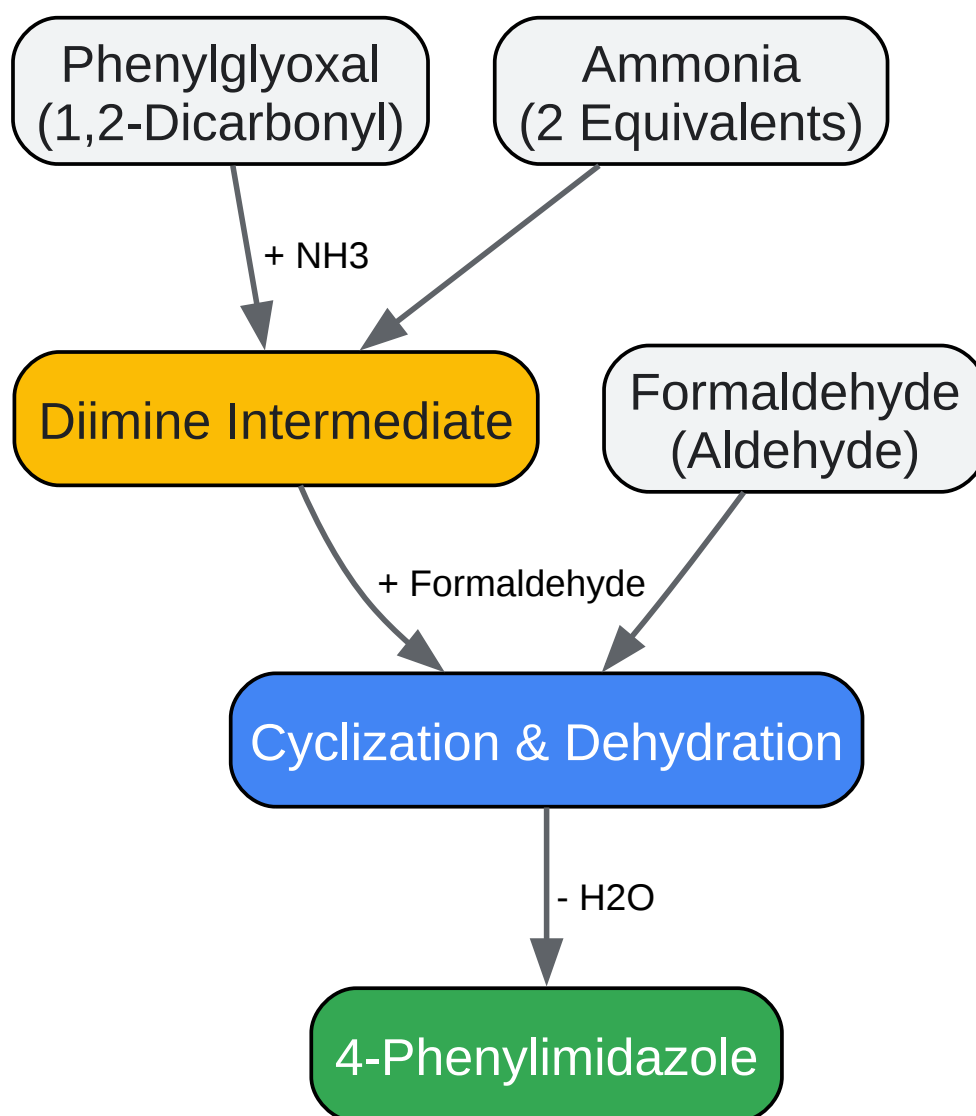 Phenylglyoxal
(1,2-Dicarbonyl)
Ammonia
(2 Equivalents)
+ NH3
Diimine Intermediate
Formaldehyde
(Aldehyde)
+ Formaldehyde
Cyclization & Dehydration
- H2O
4-Phenylimidazole